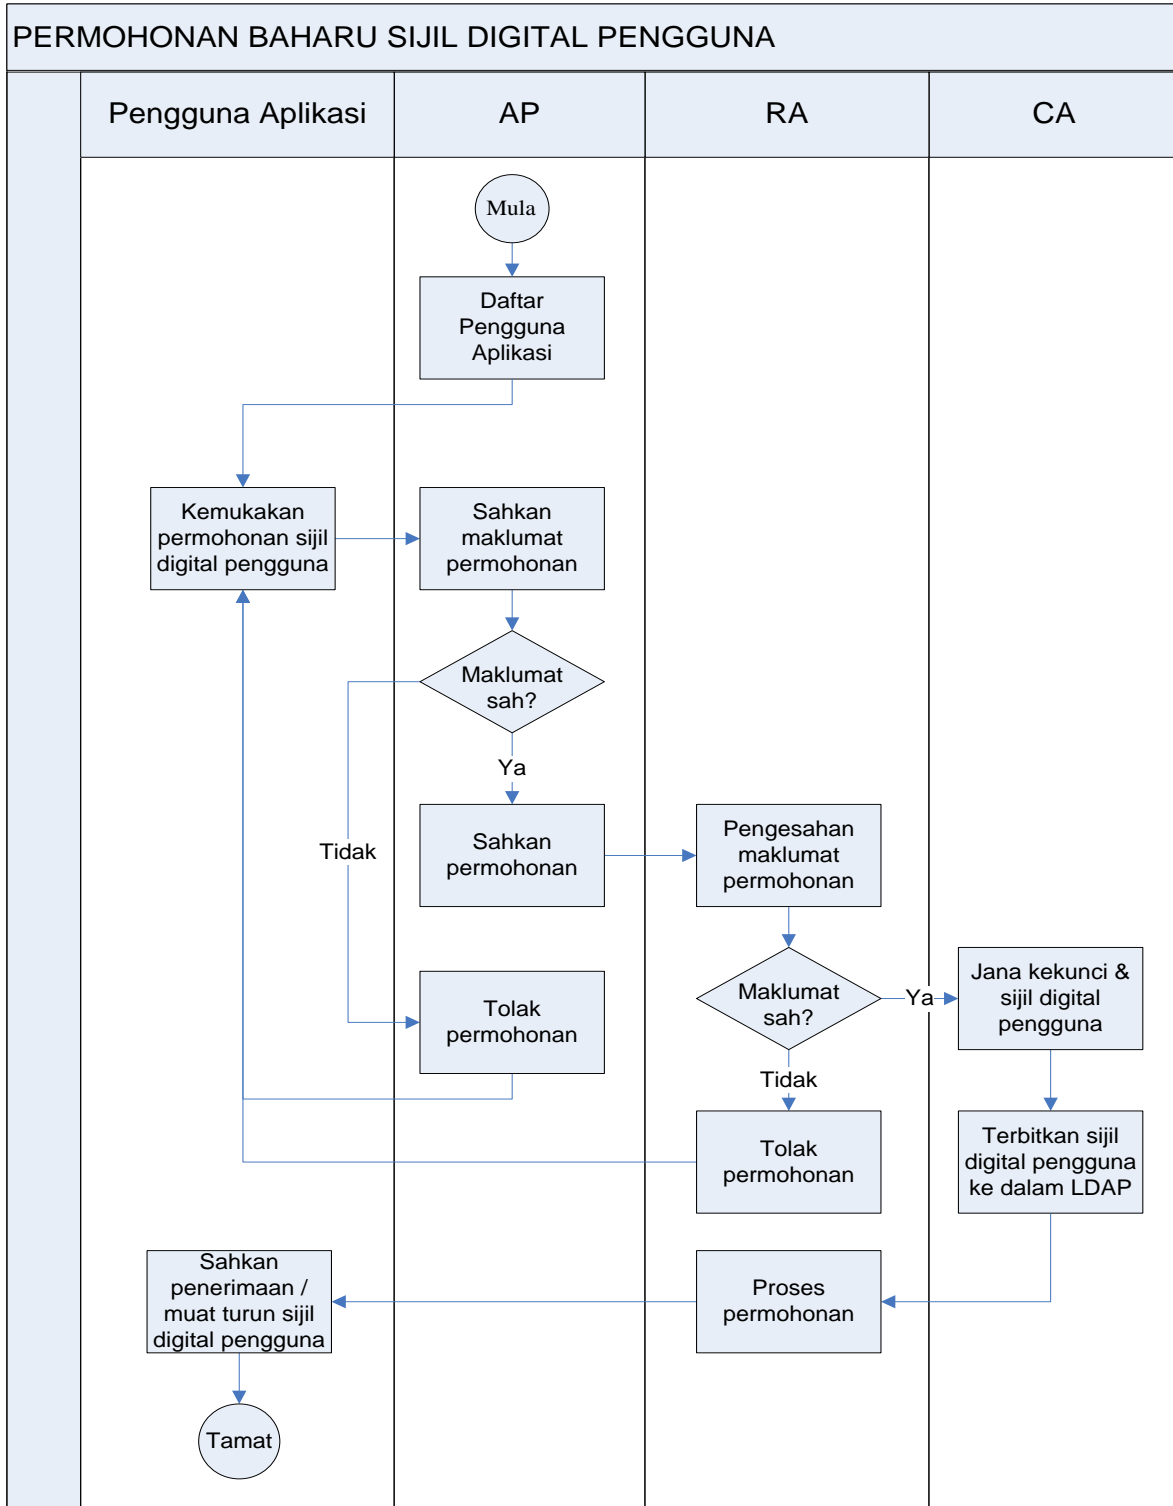 PERMOHONAN BAHARU SIJIL DIGITAL PENGGUNA
Pengguna Aplikasi
AP
RA
CA
Mula
Daftar
Pengguna
Aplikasi
Kemukakan
permohonan sijil
digital pengguna
Sahkan
maklumat
permohonan
Maklumat
sah?
Ya
Tidak
Sahkan
permohonan
Pengesahan
maklumat
permohonan
Tolak
permohonan
Maklumat
sah?
Ya
Jana kekunci &
sijil digital
pengguna
Tidak
Tolak
permohonan
Terbitkan sijil
digital pengguna
ke dalam LDAP
Sahkan
penerimaan /
muat turun sijil
digital pengguna
Proses
permohonan
Tamat